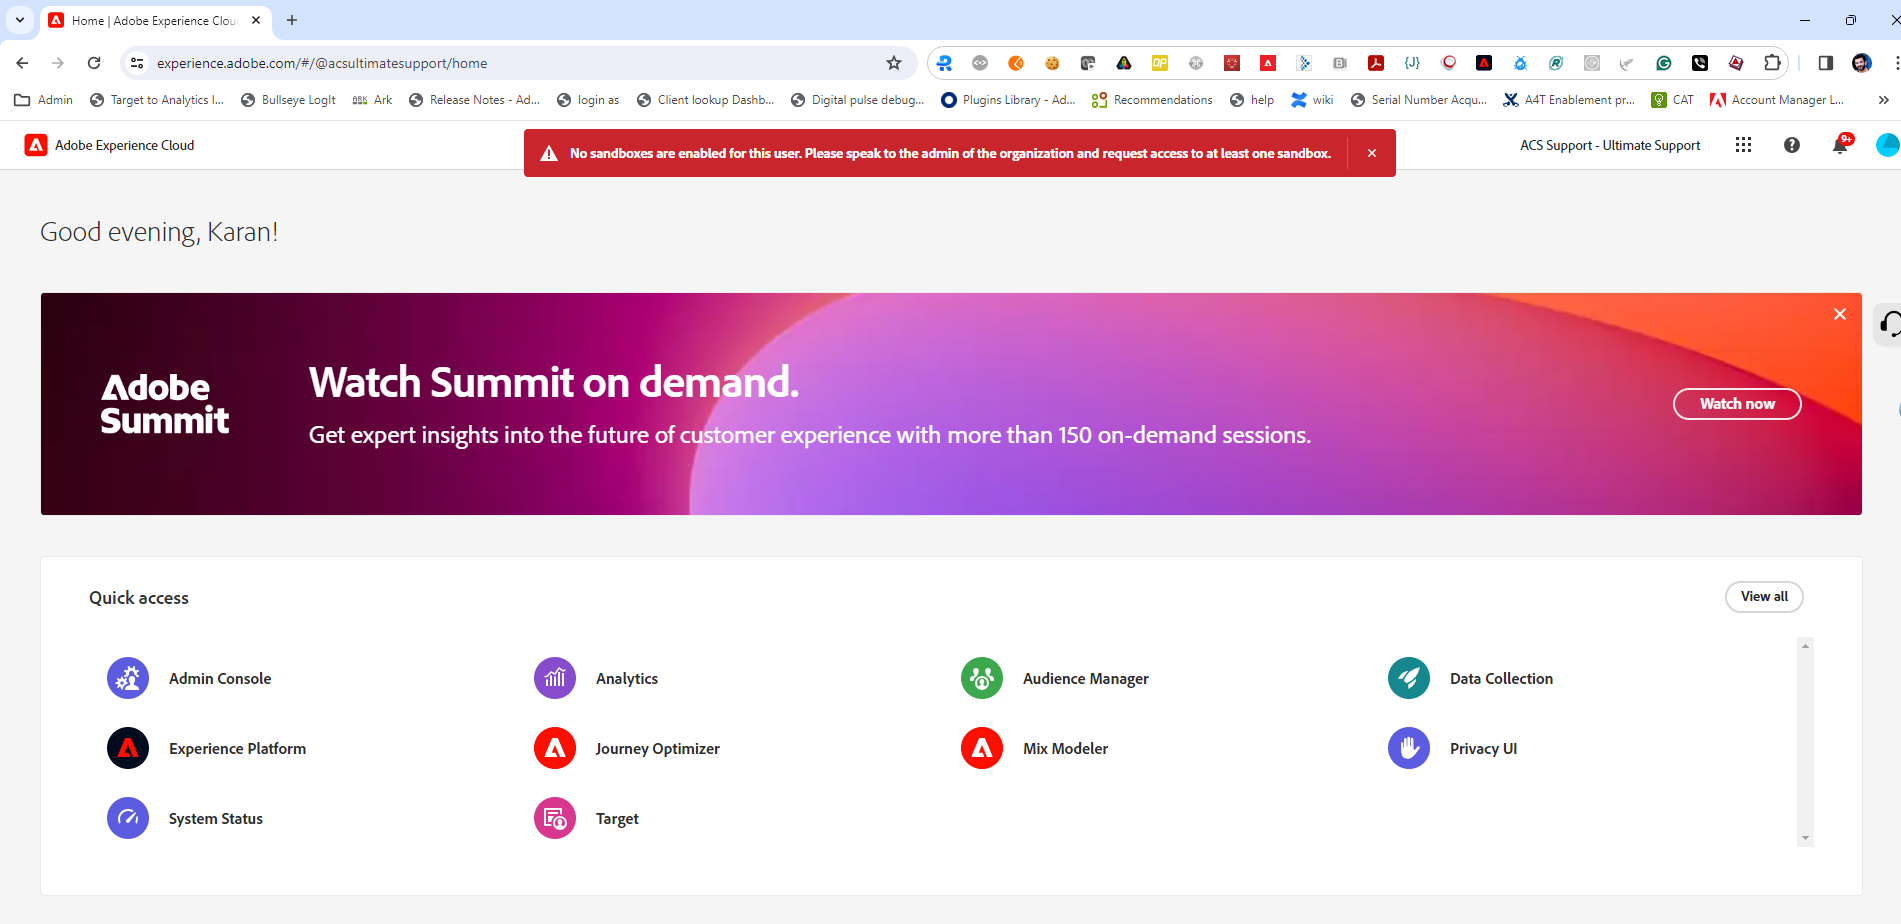 Home | Adobe Experience Clou
experience.adobe.com/#/@acsultimatesupport/home
Admin
Target to Analytics I...
Bullseye LogIt
Ark
Release Notes - Ad...
login as
Client lookup Dashb...
Digital pulse debug...
Plugins Library - Ad...
Recommendations
help
wiki
Serial Number Acqu...
A4T Enablement pr...
CAT
Account Manager L...
Adobe Experience Cloud
No sandboxes are enabled for this user. Please speak to the admin of the organization and request access to at least one sandbox.
ACS Support - Ultimate Support
9+
Good evening, Karan!
Adobe
Summit
Watch Summit on demand.
Get expert insights into the future of customer experience with more than 150 on-demand sessions.
Watch now
Quick access
View all
Admin Console
Analytics
Audience Manager
Data Collection
Experience Platform
Journey Optimizer
Mix Modeler
Privacy UI
System Status
Target